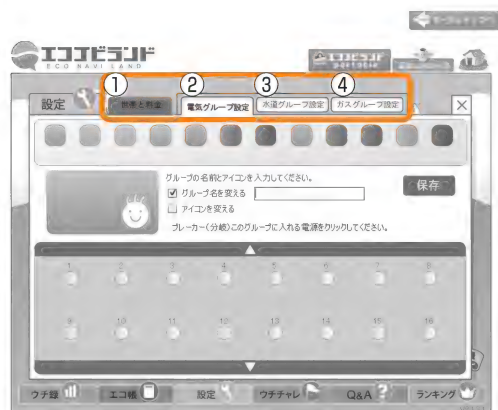 エココビランド
ECO NAVI LAND
① ② ③ ④
設定
世帯と料金
電気グループ設定
水道グループ設定
ガスグループ設定
グループの名前とアイコンを入力してください。
グループ名を変える
保存
アイコンを変える
ブレーカー（分岐）このグループに入れる電源をクリックしてください。
1 2 3 4 5 6 7 8
9 10 11 12 13 14 15 16
ウチ録
エコ帳
設定
ウチチャレ
Q&A
ランキング